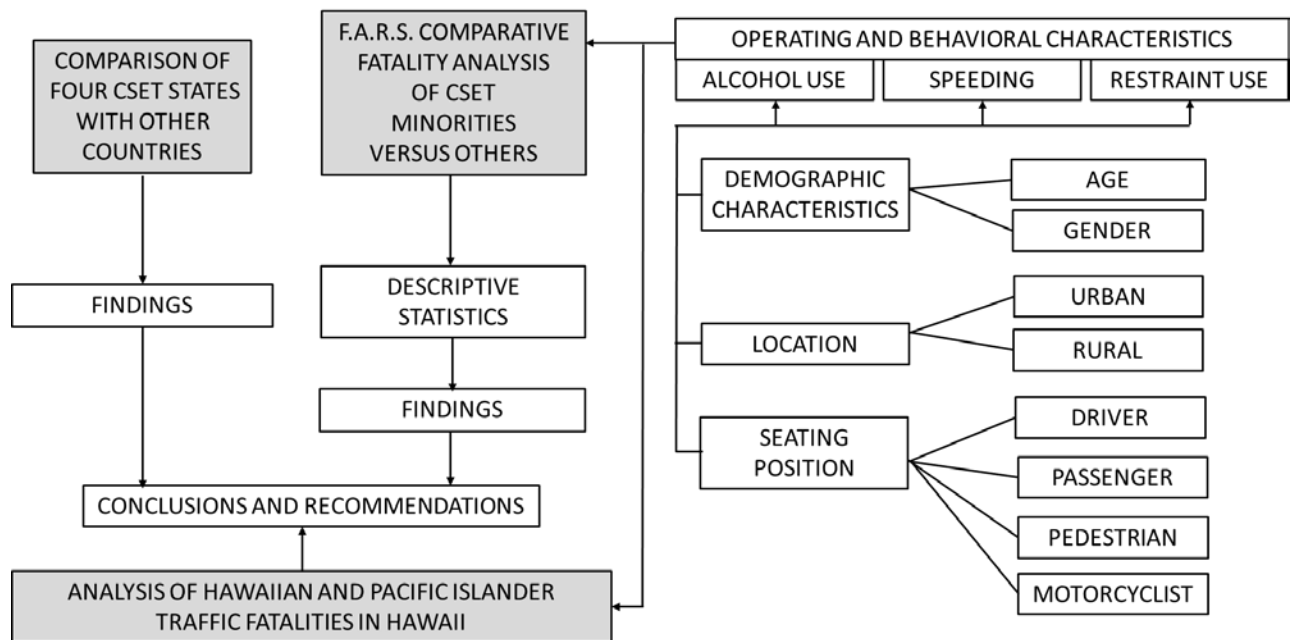 COMPARISON OF
FOUR CSET STATES
WITH OTHER
COUNTRIES
FINDINGS
F.A.R.S. COMPARATIVE
FATALITY ANALYSIS
OF CSET
MINORITIES
VERSUS OTHERS
DESCRIPTIVE
STATISTICS
FINDINGS
CONCLUSIONS AND RECOMMENDATIONS
ANALYSIS OF HAWAIIAN AND PACIFIC ISLANDER
TRAFFIC FATALITIES IN HAWAII
OPERATING AND BEHAVIORAL CHARACTERISTICS
ALCOHOL USE
SPEEDING
RESTRAINT USE
DEMOGRAPHIC
CHARACTERISTICS
AGE
GENDER
LOCATION
URBAN
RURAL
SEATING
POSITION
DRIVER
PASSENGER
PEDESTRIAN
MOTORCYCLIST